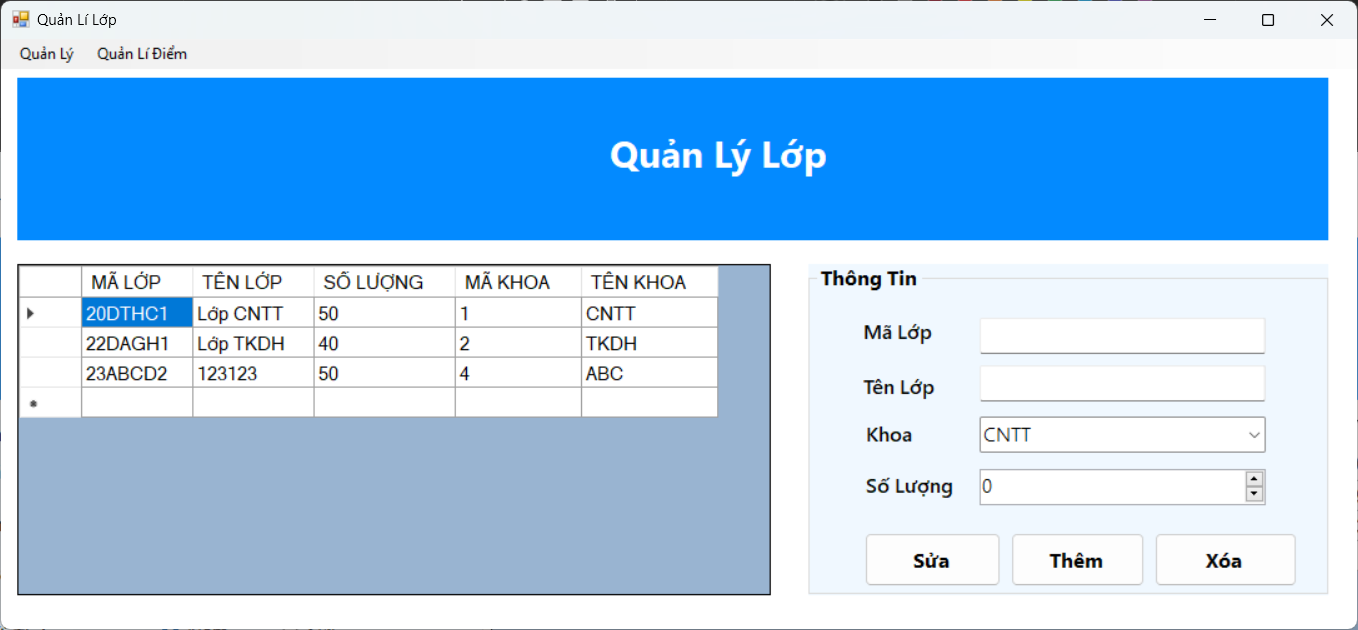 Quản Lí Lớp
Quản Lý Quản Lí Điểm
Quản Lý Lớp
MÃ LỚP TÊN LỚP SỐ LƯỢNG MÃ KHOA TÊN KHOA
20DTHC1 Lớp CNTT 50 1 CNTT
22DAGH1 Lớp TKDH 40 2 TKDH
23ABCD2 123123 50 4 ABC
Thông Tin
Mã Lớp
Tên Lớp
Khoa CNTT
Số Lượng 0
Sửa Thêm Xóa